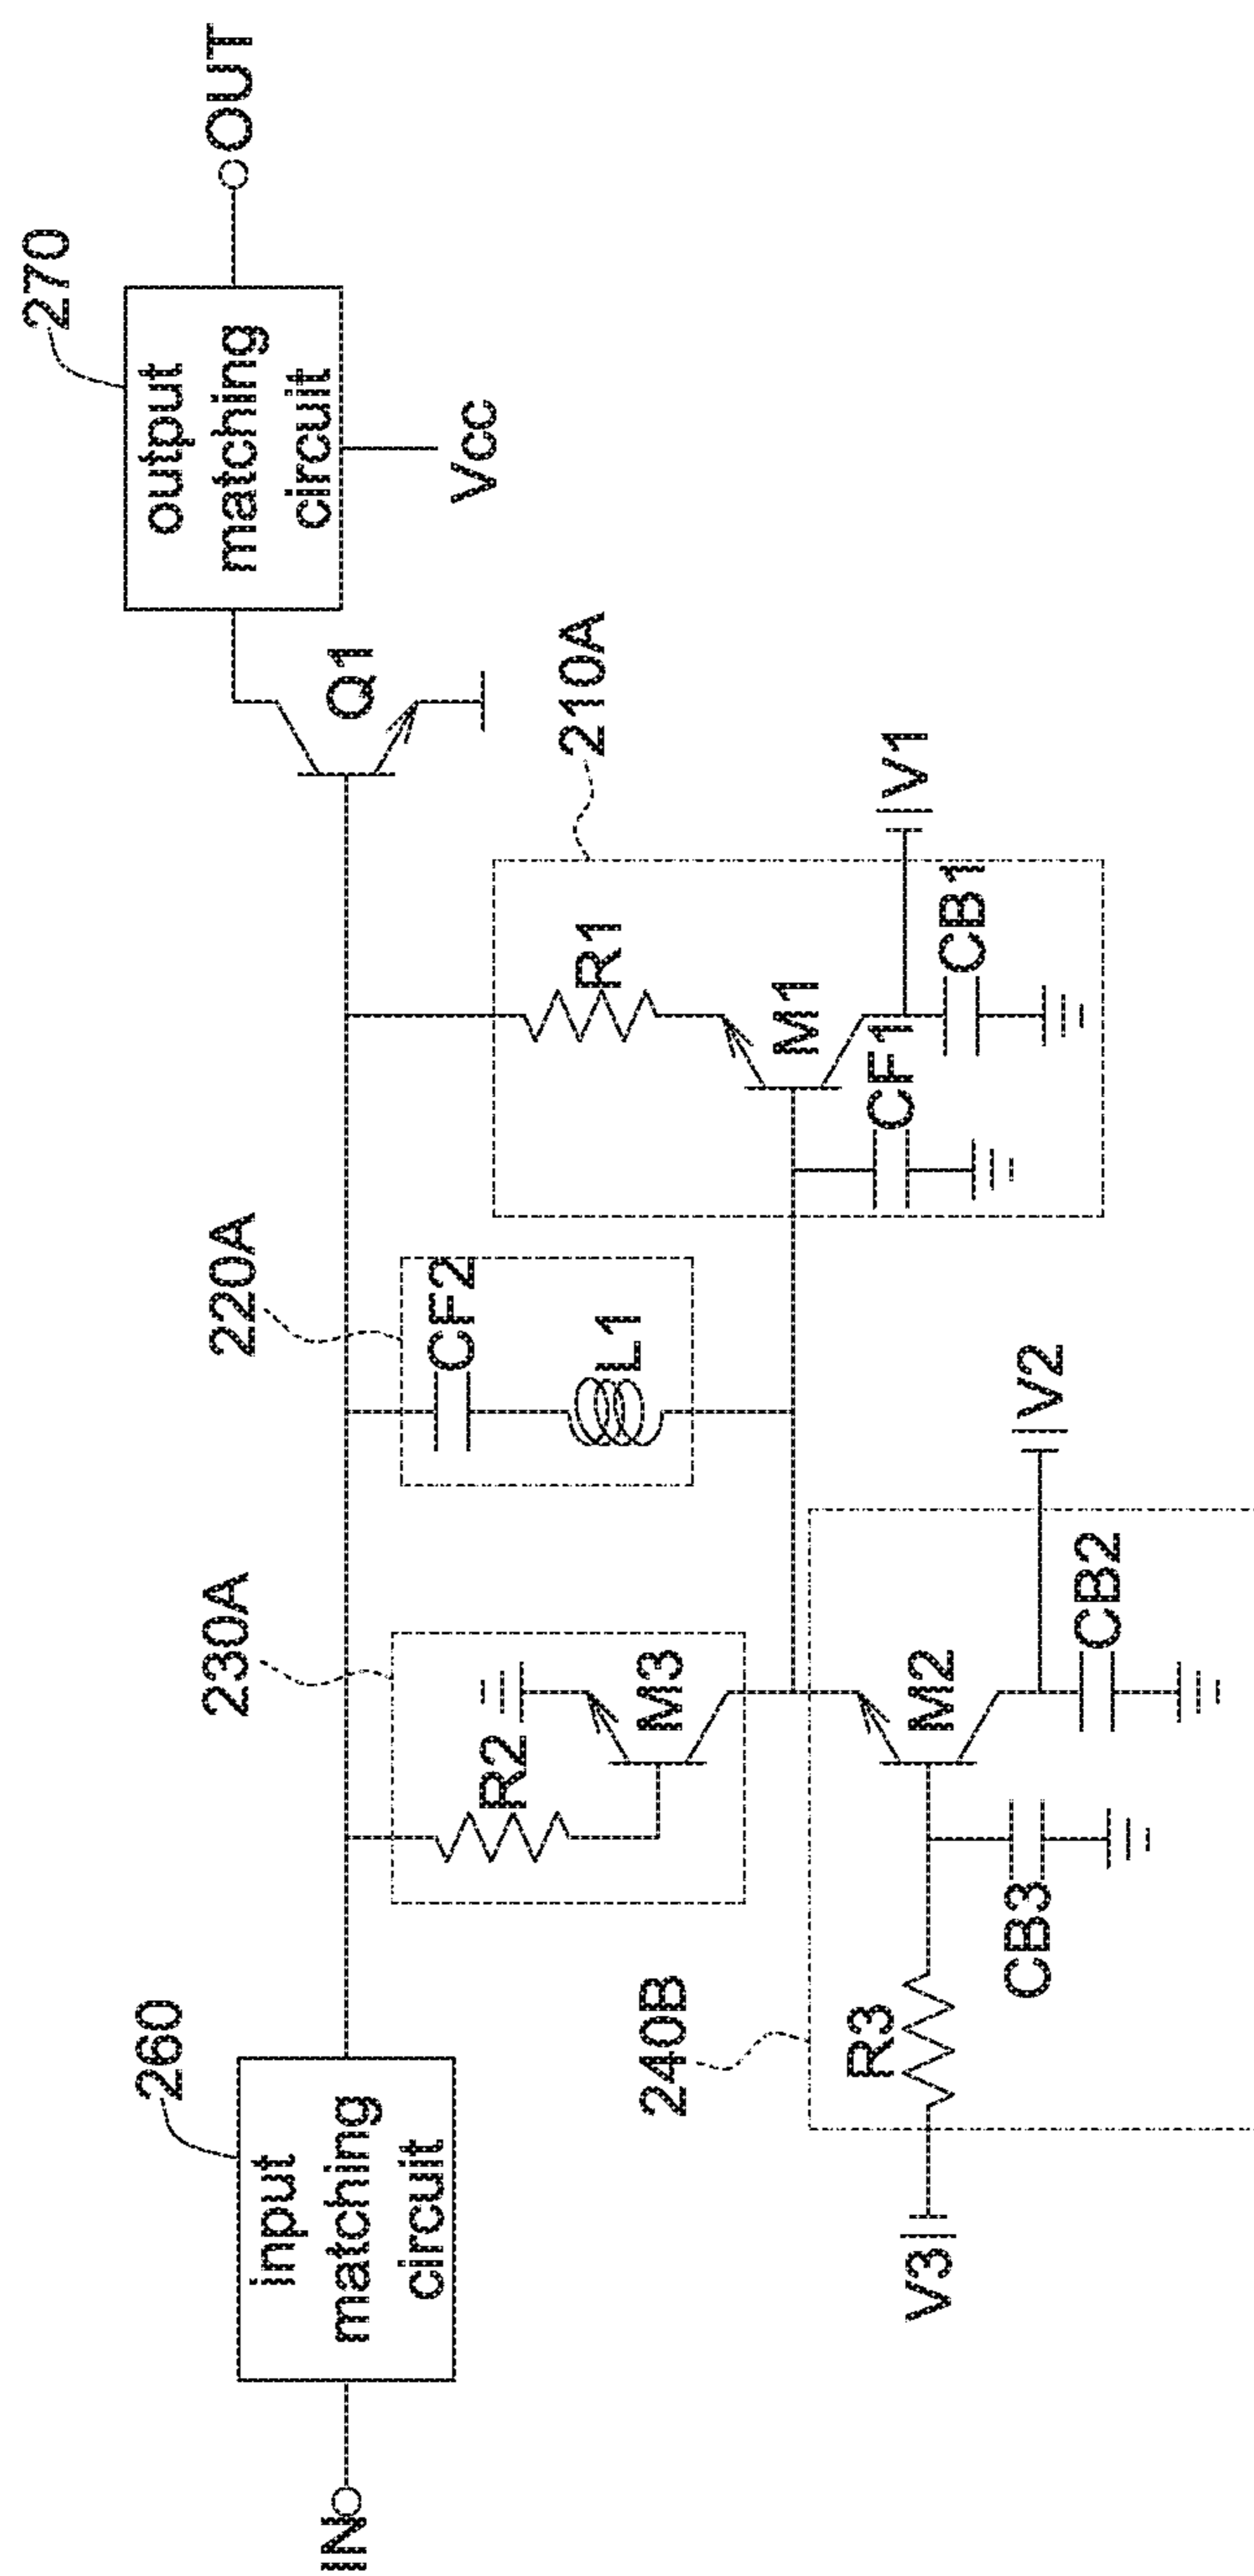 270
OUT
output
matching
circuit
Vcc
Q1
210A
R1
M1
CF1
CB1
V1
220A
CF2
L1
230A
R2
M3
M2
CB2
V2
240B
R3
CB3
V3
260
input
matching
circuit
IN